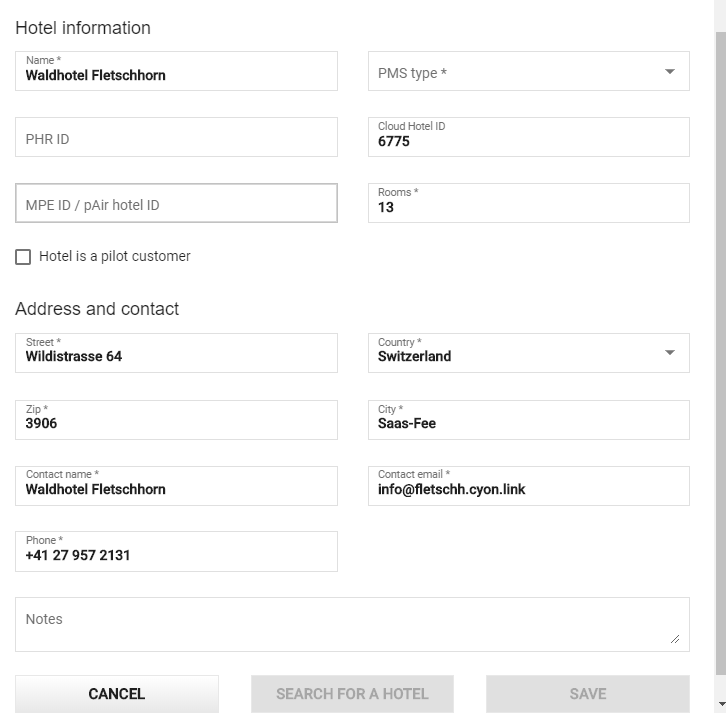 Hotel information
Name *
Waldhotel Fletschhorn
PMS type *
PHR ID
Cloud Hotel ID
6775
MPE ID / pAir hotel ID
Rooms *
13
Hotel is a pilot customer
Address and contact
Street *
Wildistrasse 64
Country *
Switzerland
Zip *
3906
City *
Saas-Fee
Contact name *
Waldhotel Fletschhorn
Contact email *
info@fletschh.cyon.link
Phone *
+41 27 957 2131
Notes
CANCEL
SEARCH FOR A HOTEL
SAVE